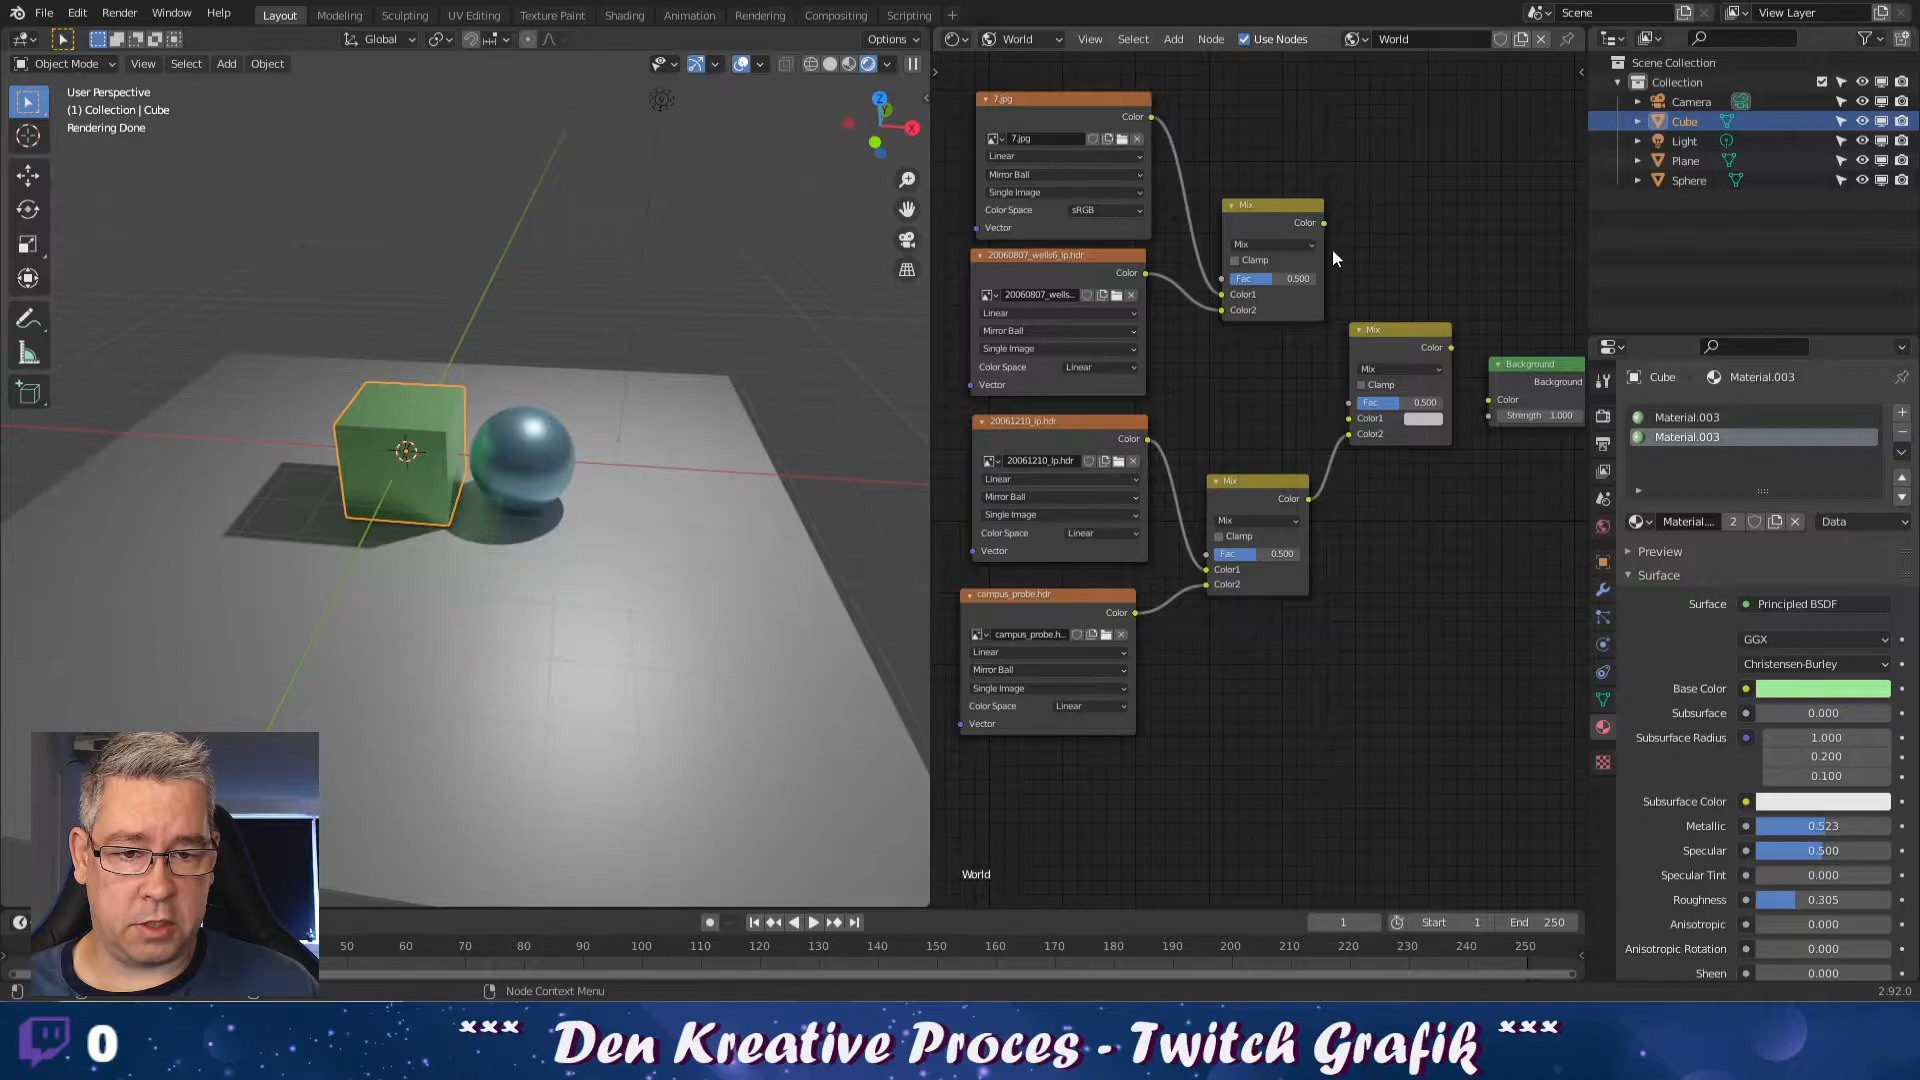 File Edit Render Window Help Layout Modeling Sculpting UV Editing Texture Paint Shading Animation Rendering Compositing Scripting + Scene View Layer
Global Options World View Select Add Node Use Nodes World
Object Mode View Select Add Object
User Perspective
(1) Collection | Cube
Rendering Done
Z
Y
X
7.jpg
Color
7.jpg
Linear
Mirror Ball
Single Image
Color Space sRGB
Vector
20060807_wells6_lp.hdr
Color
20060807_wells...
Linear
Mirror Ball
Single Image
Color Space Linear
Vector
20061210_lp.hdr
Color
20061210_lp.hdr
Linear
Mirror Ball
Single Image
Color Space Linear
Vector
campus_probe.hdr
Color
campus_probe.h...
Linear
Mirror Ball
Single Image
Color Space Linear
Vector
Mix
Color
Mix
Clamp
Fac 0.500
Color1
Color2
Mix
Color
Mix
Clamp
Fac 0.500
Color1
Color2
Mix
Color
Mix
Clamp
Fac 0.500
Color1
Color2
Background
Background
Color
Strength 1.000
World
Scene Collection
Collection
Camera
Cube
Light
Plane
Sphere
Cube Material.003
Material.003
Material.003
Material.... 2 Data
Preview
Surface
Surface Principled BSDF
GGX
Christensen-Burley
Base Color
Subsurface 0.000
Subsurface Radius 1.000
0.200
0.100
Subsurface Color
Metallic 0.523
Specular 0.500
Specular Tint 0.000
Roughness 0.305
Anisotropic 0.000
Anisotropic Rotation 0.000
Sheen 0.000
1 Start 1 End 250
50 60 70 80 90 100 110 120 130 140 150 160 170 180 190 200 210 220 230 240 250
Node Context Menu 2.92.0
0 *** Den Kreative Proces - Twitch Grafik ***